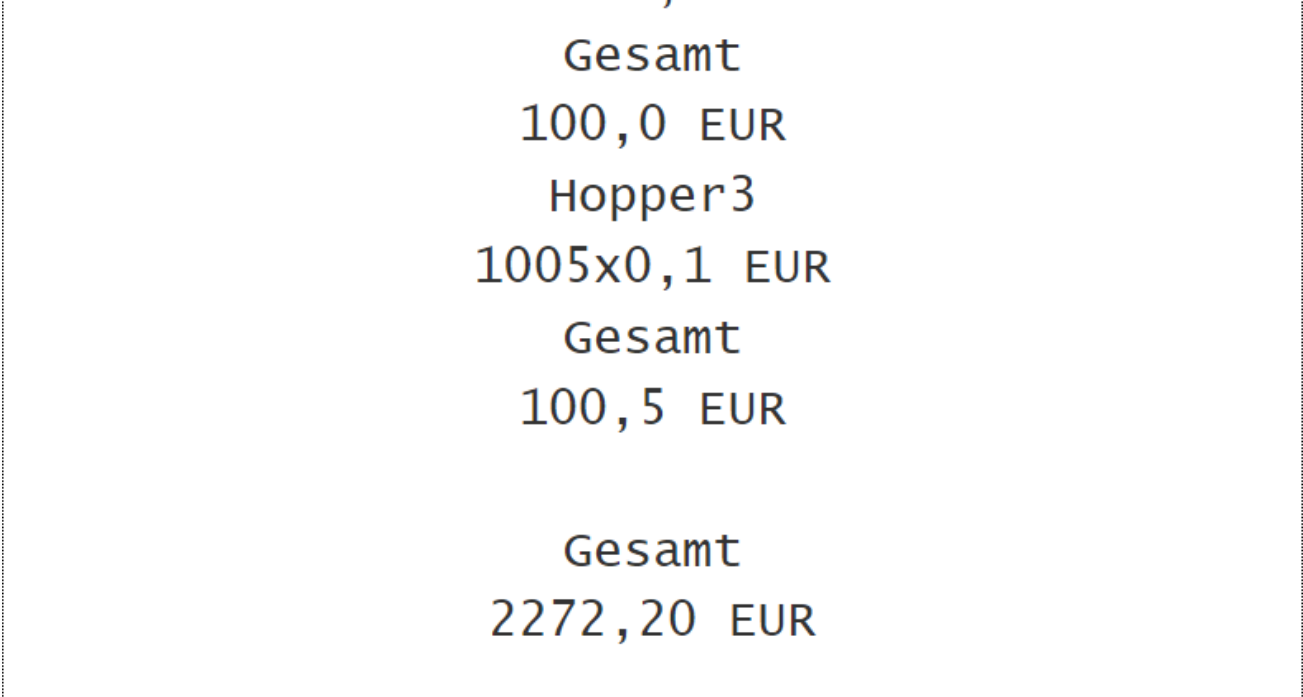 Gesamt
100,0 EUR
Hopper3
1005x0,1 EUR
Gesamt
100,5 EUR
Gesamt
2272,20 EUR